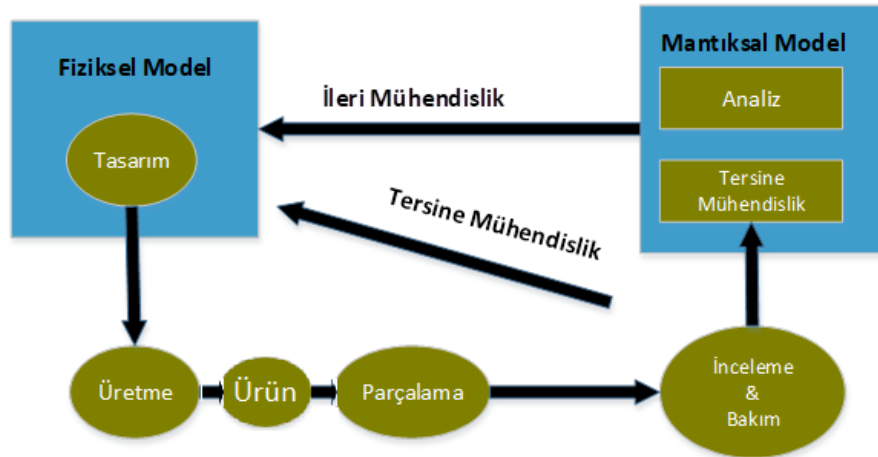 Fiziksel Model
Tasarım
İleri Mühendislik
Mantıksal Model
Analiz
Tersine
Mühendislik
Tersine Mühendislik
Üretme
Ürün
Parçalama
İnceleme
&
Bakım